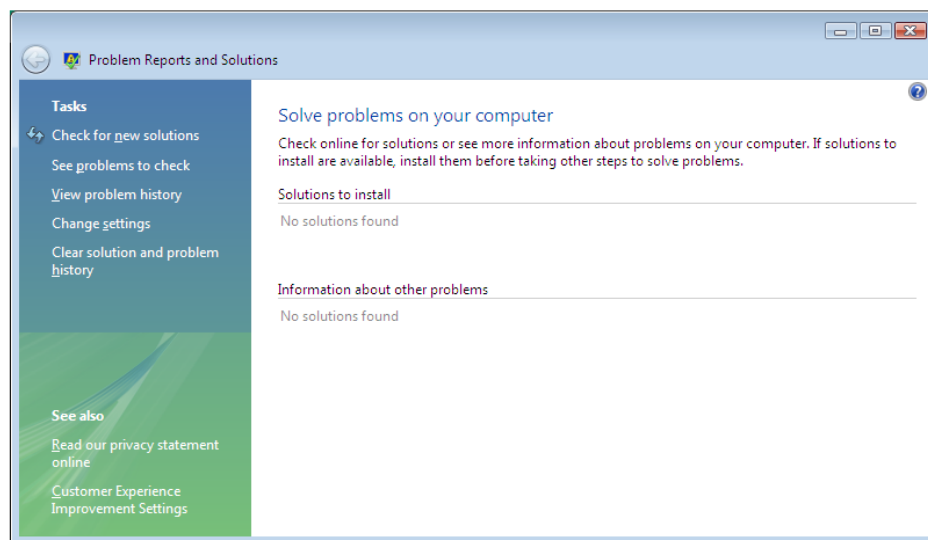 Problem Reports and Solutions
Tasks
Check for new solutions
See problems to check
View problem history
Change settings
Clear solution and problem
history
See also
Read our privacy statement
online
Customer Experience
Improvement Settings
Solve problems on your computer
Check online for solutions or see more information about problems on your computer. If solutions to
install are available, install them before taking other steps to solve problems.
Solutions to install
No solutions found
Information about other problems
No solutions found